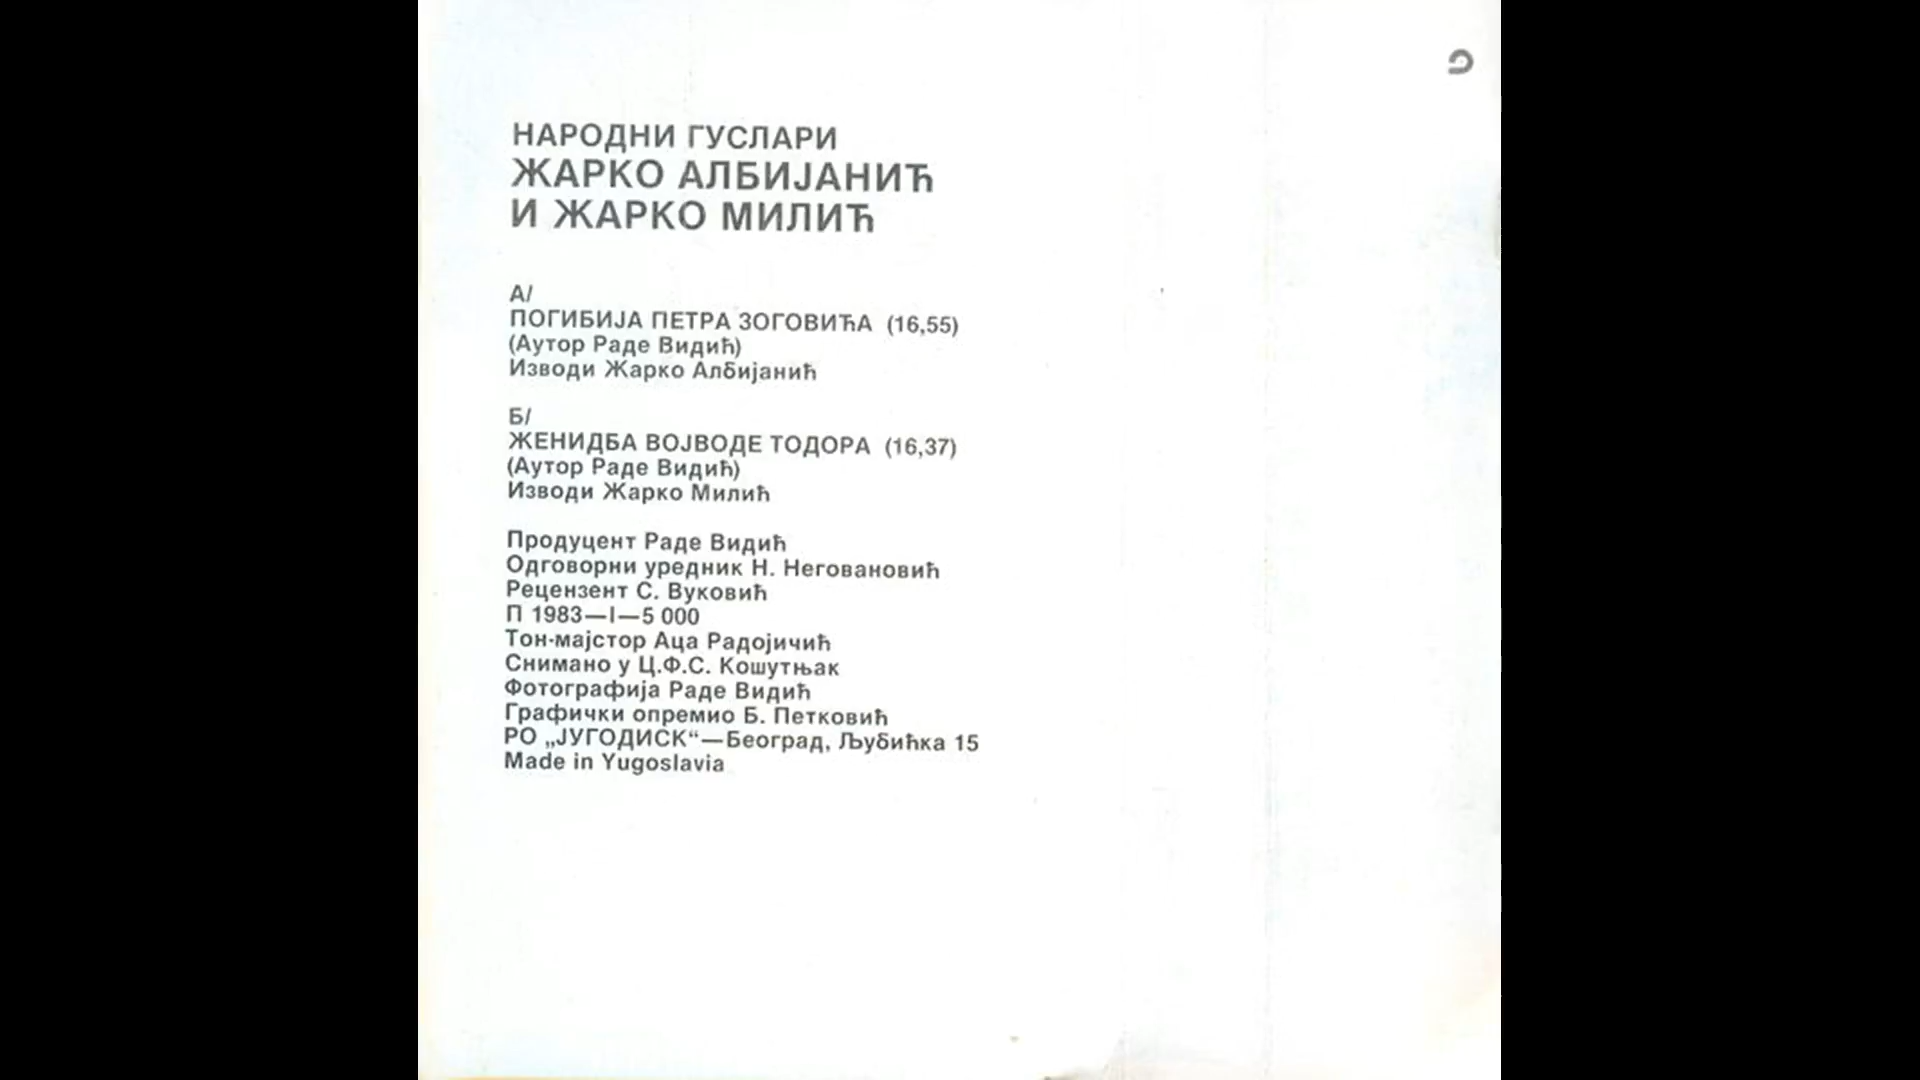 НАРОДНИ ГУСЛАРИ
ЖАРКО АЛБИЈАНИЋ
И ЖАРКО МИЛИЋ
А/
ПОГИБИЈА ПЕТРА ЗОГОВИЋА (16,55)
(Аутор Раде Видић)
Изводи Жарко Албијанић
Б/
ЖЕНИДБА ВОЈВОДЕ ТОДОРА (16,37)
(Аутор Раде Видић)
Изводи Жарко Милић
Продуцент Раде Видић
Одговорни уредник Н. Неговановић
Рецензент С. Вуковић
П 1983—I—5 000
Тон-мајстор Аца Радојичић
Снимано у Ц.Ф.С. Кошутњак
Фотографија Раде Видић
Графички опремио Б. Петковић
РО „ЈУГОДИСК“—Београд, Љубићка 15
Made in Yugoslavia